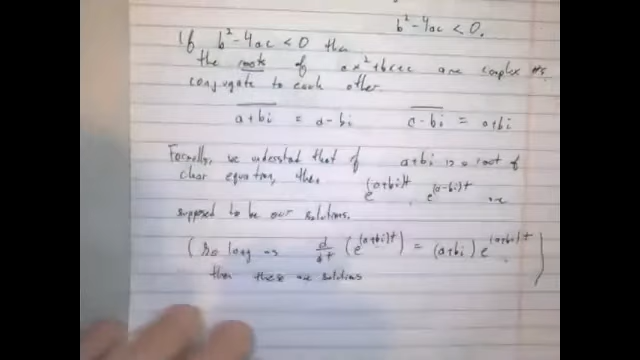 b² - 4ac < 0.
If b² - 4ac < 0 then
the roots of ax² + bx + c are complex #s
conjugate to each other.
a+bi = a-bi a-bi = a+bi
Formally, we understand that if a+bi is a root of
char equation, then e^{(a+bi)t}, e^{(a-bi)t} are
supposed to be our solutions.
(So long as d/dt (e^{(a+bi)t}) = (a+bi) e^{(a+bi)t}
then these are solutions)